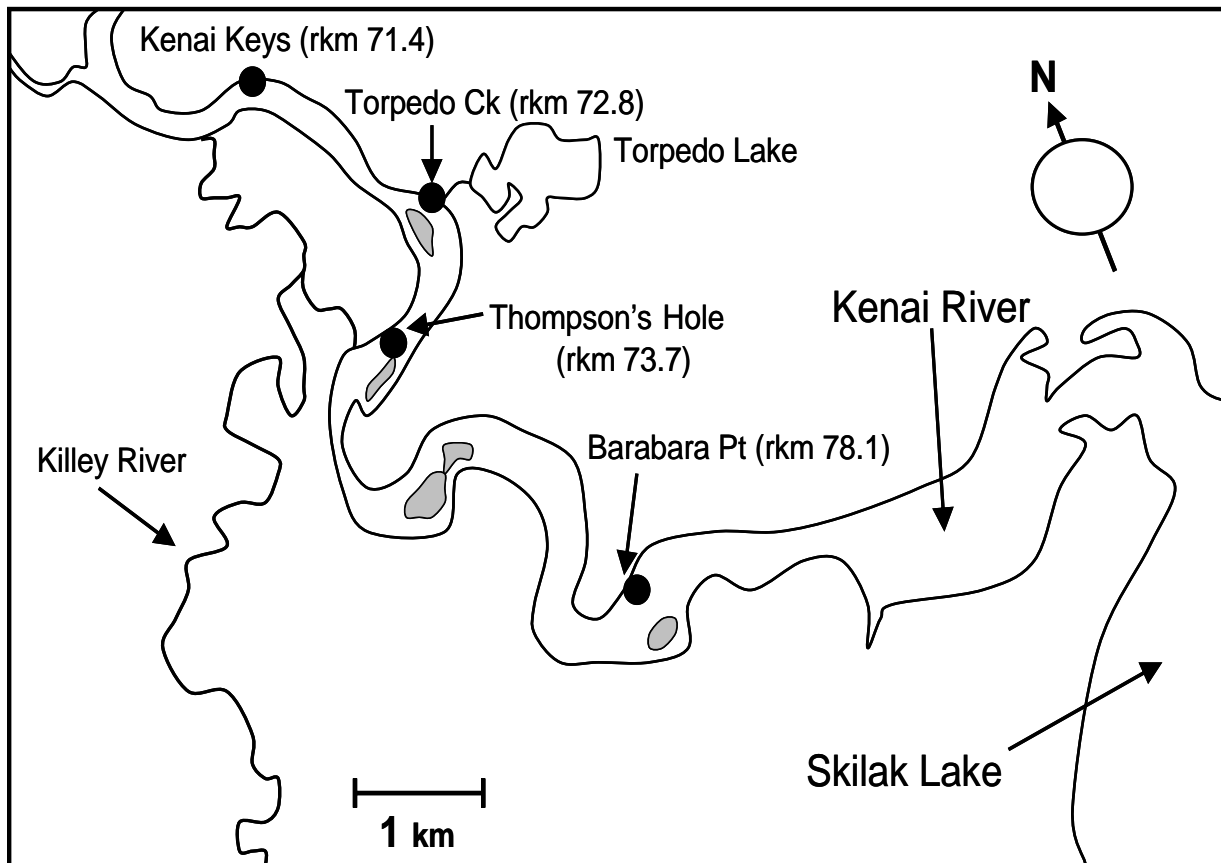 Kenai Keys (rkm 71.4)
Torpedo Ck (rkm 72.8)
N
Torpedo Lake
Thompson's Hole
(rkm 73.7)
Kenai River
Barabara Pt (rkm 78.1)
Killey River
Skilak Lake
1 km